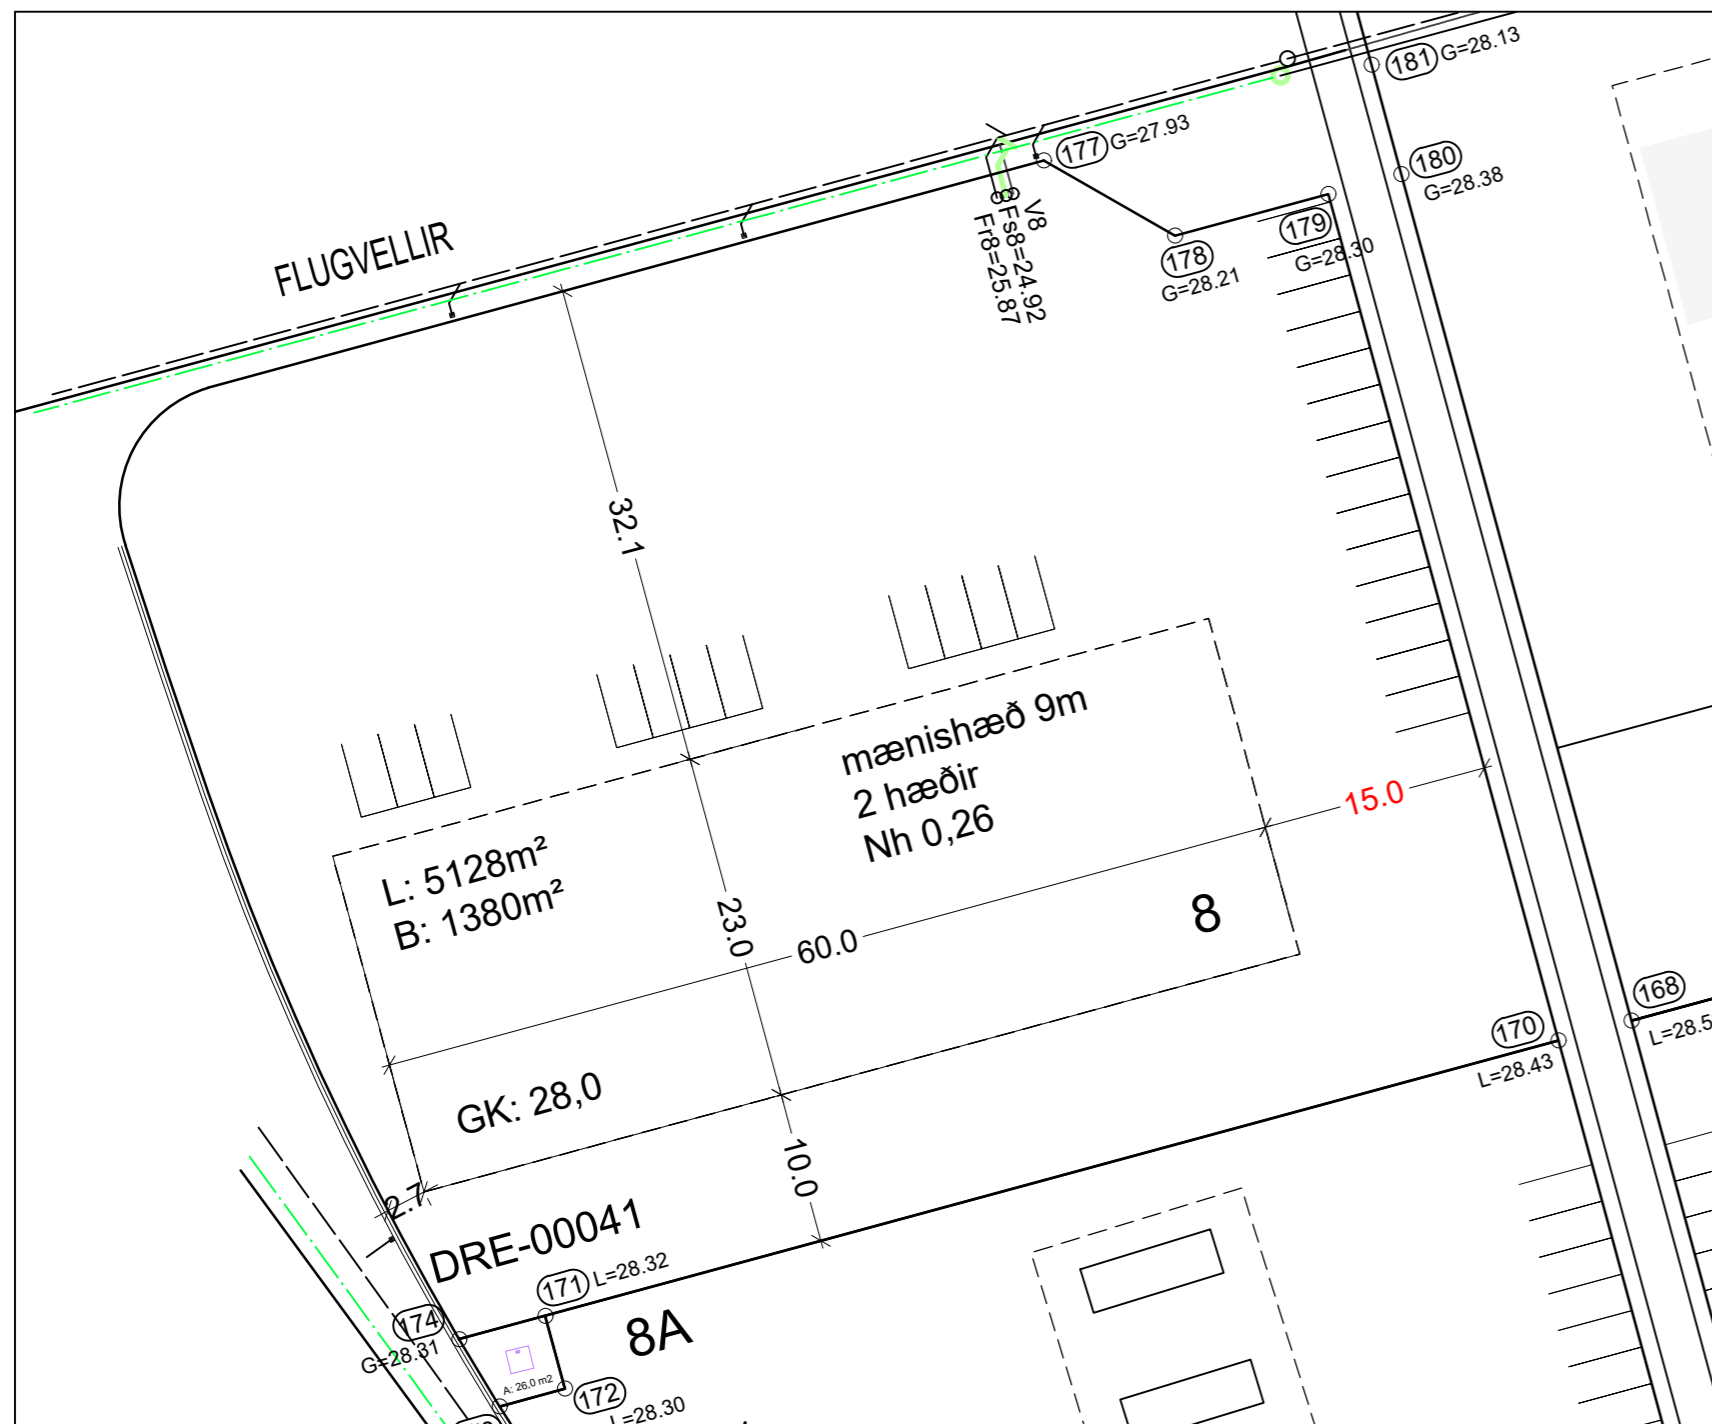 181 G=28.13
177 G=27.93
180
G=28.38
V8
Fs8=24.92
Fr8=25.87
179
G=28.30
178
G=28.21
FLUGVELLIR
32.1
mænishæð 9m
2 hæðir
Nh 0,26
15.0
L: 5128m²
B: 1380m²
23.0
60.0
8
168
L=28.5
170
L=28.43
GK: 28,0
10.0
2.7
DRE-00041
171 L=28.32
174
G=28.31
8A
A: 26,0 m2
172
L=28.30